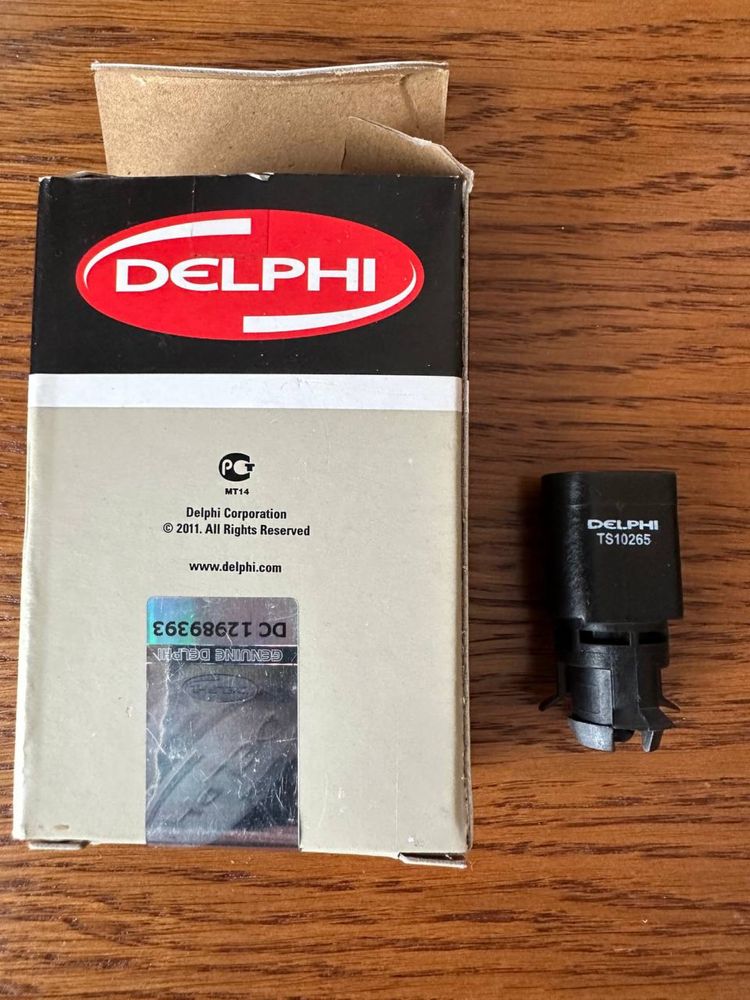 DELPHI
PCT
MT14
Delphi Corporation
© 2011. All Rights Reserved
www.delphi.com
DC 12989393
GENUINE DELPHI
DELPHI
TS10265